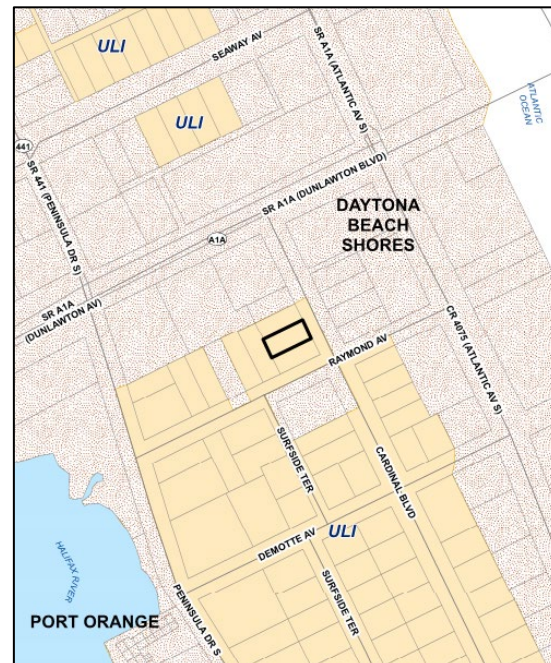 ULI
SEAWAY AV
SR A1A (ATLANTIC AV S)
ATLANTIC
OCEAN
ULI
441
SR 441 (PENINSULA DR S)
SR A1A (DUNLAWTON BLVD)
DAYTONA
BEACH
SHORES
A1A
SR A1A
(DUNLAWTON AV)
CR 4075 (ATLANTIC AV S)
RAYMOND AV
SURFSIDE TER
CARDINAL BLVD
ULI
DEMOTTE AV
HALIFAX RIVER
PENINSULA DR S
SURFSIDE TER
PORT ORANGE